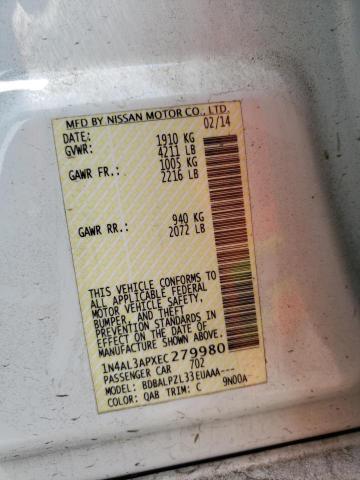 MFD BY NISSAN MOTOR CO., LTD.
DATE: 02/14
GVWR: 1910 KG
4211 LB
GAWR FR.: 1005 KG
2216 LB
GAWR RR.: 940 KG
2072 LB
THIS VEHICLE CONFORMS TO
ALL APPLICABLE FEDERAL
MOTOR VEHICLE SAFETY,
BUMPER, AND THEFT
PREVENTION STANDARDS IN
EFFECT ON THE DATE OF
MANUFACTURE SHOWN ABOVE.
1N4AL3APXEC279980
PASSENGER CAR 702
MODEL: BDBALPZL33EUAAA---
COLOR: QAB TRIM: C 9N00A